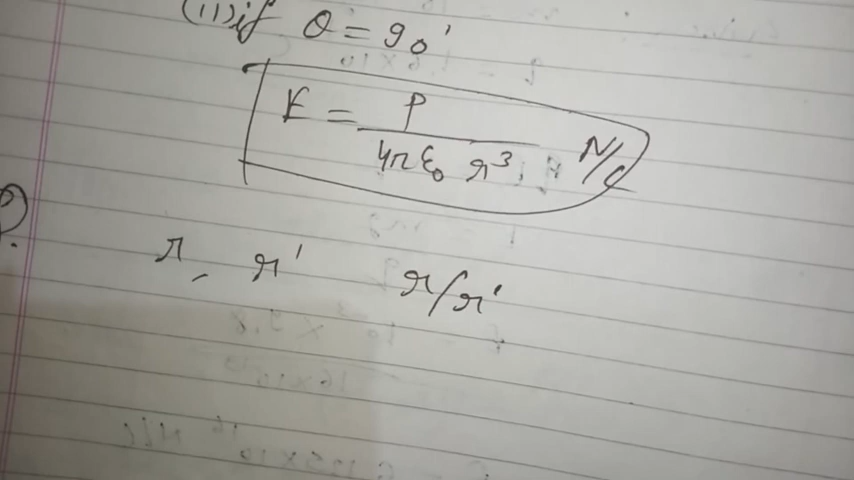 (ii) if θ = 90°
E = P / 4πε₀ r³ N/C
P.
r, r' r/r'